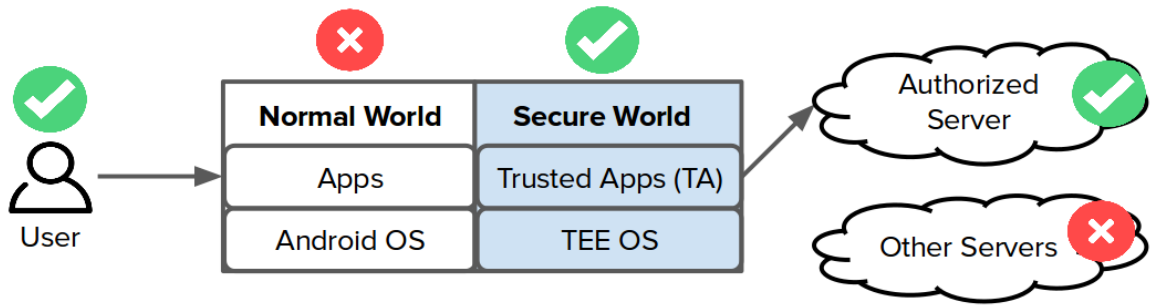 User
Normal World
Secure World
Apps
Trusted Apps (TA)
Android OS
TEE OS
Authorized
Server
Other Servers